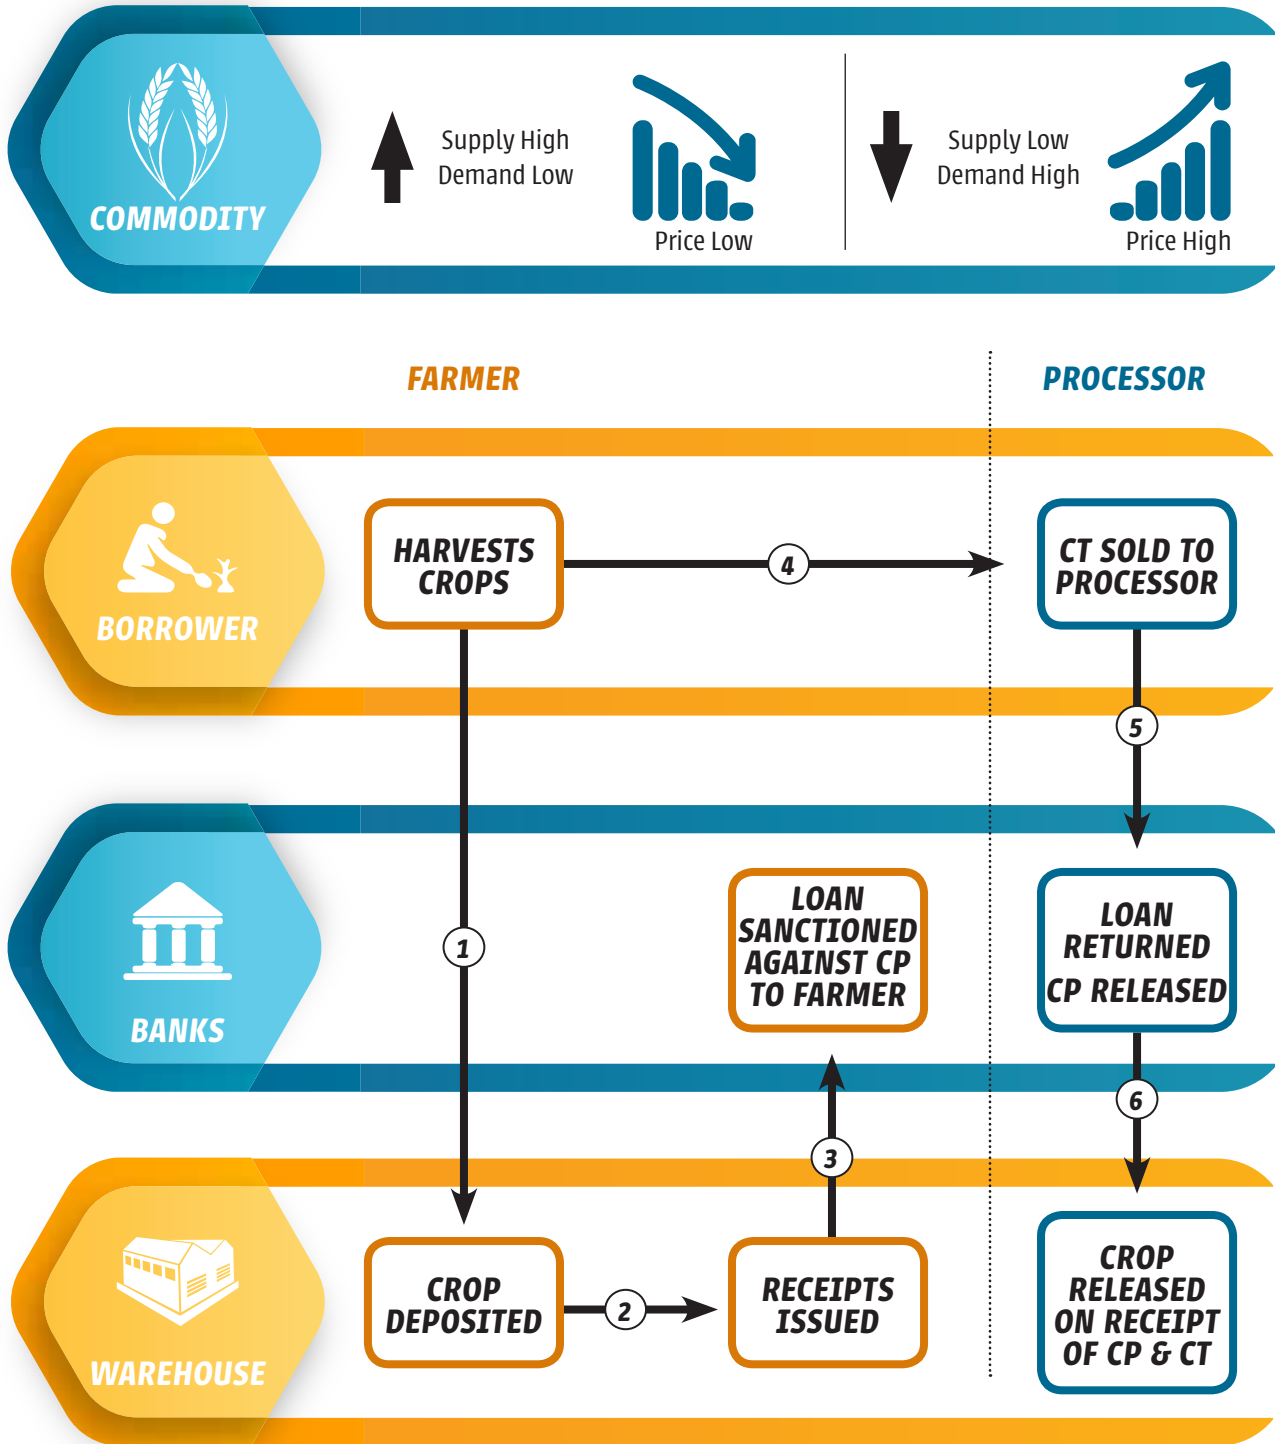 COMMODITY
Supply High
Demand Low
Price Low
Supply Low
Demand High
Price High
FARMER
PROCESSOR
BORROWER
HARVESTS
CROPS
4
CT SOLD TO
PROCESSOR
5
BANKS
1
LOAN
SANCTIONED
AGAINST CP
TO FARMER
LOAN
RETURNED
CP RELEASED
6
3
WAREHOUSE
CROP
DEPOSITED
2
RECEIPTS
ISSUED
CROP
RELEASED
ON RECEIPT
OF CP & CT